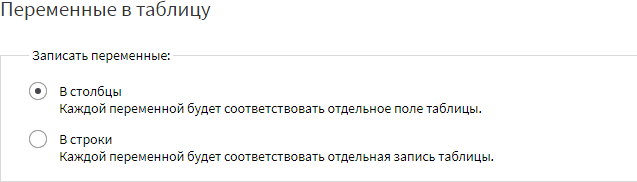 Переменные в таблицу
Записать переменные:
В столбцы
Каждой переменной будет соответствовать отдельное поле таблицы.
В строки
Каждой переменной будет соответствовать отдельная запись таблицы.